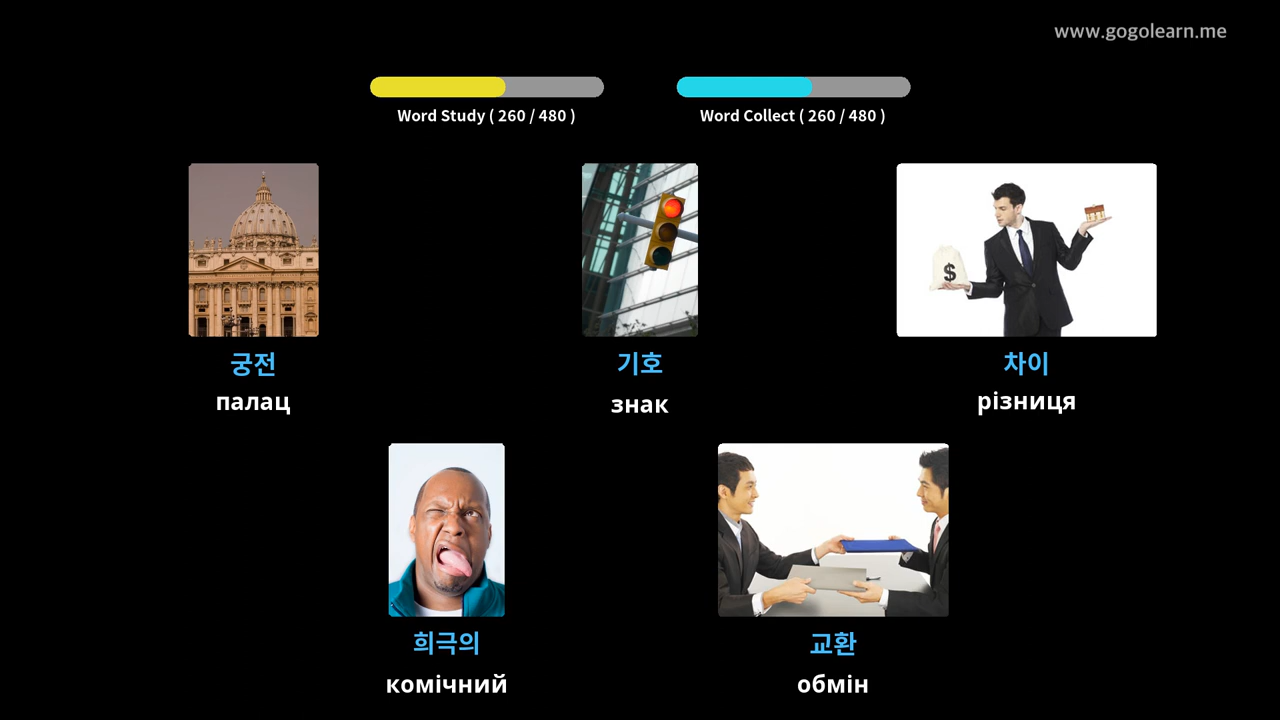 www.gogolearn.me
Word Study ( 260 / 480 )
Word Collect ( 260 / 480 )
궁전
палац
기호
знак
차이
різниця
$
희극의
комічний
교환
обмін